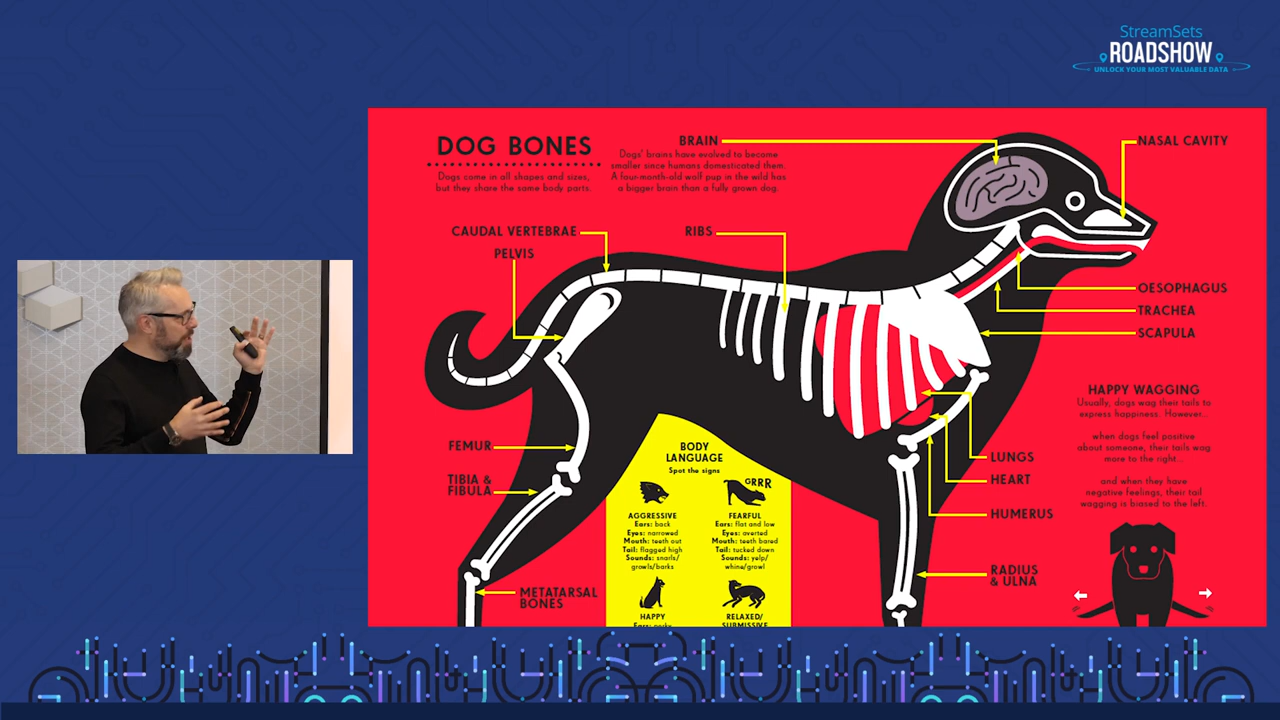 StreamSets
ROADSHOW
UNLOCK YOUR MOST VALUABLE DATA
DOG BONES
Dogs come in all shapes and sizes,
but they share the same body parts.
BRAIN
Dogs' brains have evolved to become
smaller since humans domesticated them.
A four-month-old wolf pup in the wild has
a bigger brain than a fully grown dog.
NASAL CAVITY
CAUDAL VERTEBRAE
PELVIS
RIBS
OESOPHAGUS
TRACHEA
SCAPULA
HAPPY WAGGING
Usually, dogs wag their tails to
express happiness. However...
when dogs feel positive
about someone, their tails wag
more to the right...
and when they have
negative feelings, their tail
wagging is biased to the left.
FEMUR
TIBIA &
FIBULA
METATARSAL
BONES
LUNGS
HEART
HUMERUS
RADIUS
& ULNA
BODY
LANGUAGE
Spot the signs
GRRR
AGGRESSIVE
Ears: back
Eyes: narrowed
Mouth: teeth out
Tail: flagged high
Sounds: snarls/
growls/barks
FEARFUL
Ears: flat and low
Eyes: averted
Mouth: teeth bared
Tail: tucked down
Sounds: yelp/
whine/growl
HAPPY
Ears: perky
RELAXED/
SUBMISSIVE